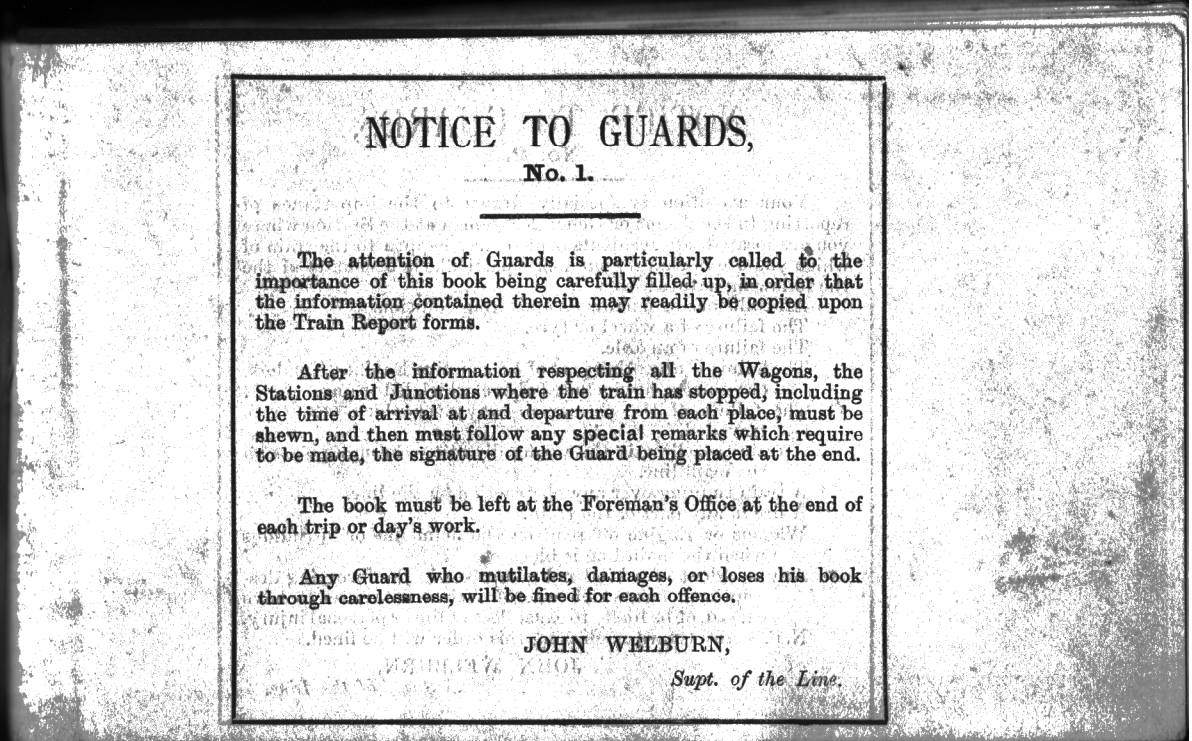 NOTICE TO GUARDS,
No. 1.
The attention of Guards is particularly called to the
importance of this book being carefully filled up, in order that
the information contained therein may readily be copied upon
the Train Report forms.
After the information respecting all the Wagons, the
Stations and Junctions where the train has stopped, including
the time of arrival at and departure from each place, must be
shewn, and then must follow any special remarks which require
to be made, the signature of the Guard being placed at the end.
The book must be left at the Foreman's Office at the end of
each trip or day's work.
Any Guard who mutilates, damages, or loses his book
through carelessness, will be fined for each offence.
JOHN WELBURN,
Supt. of the Line.